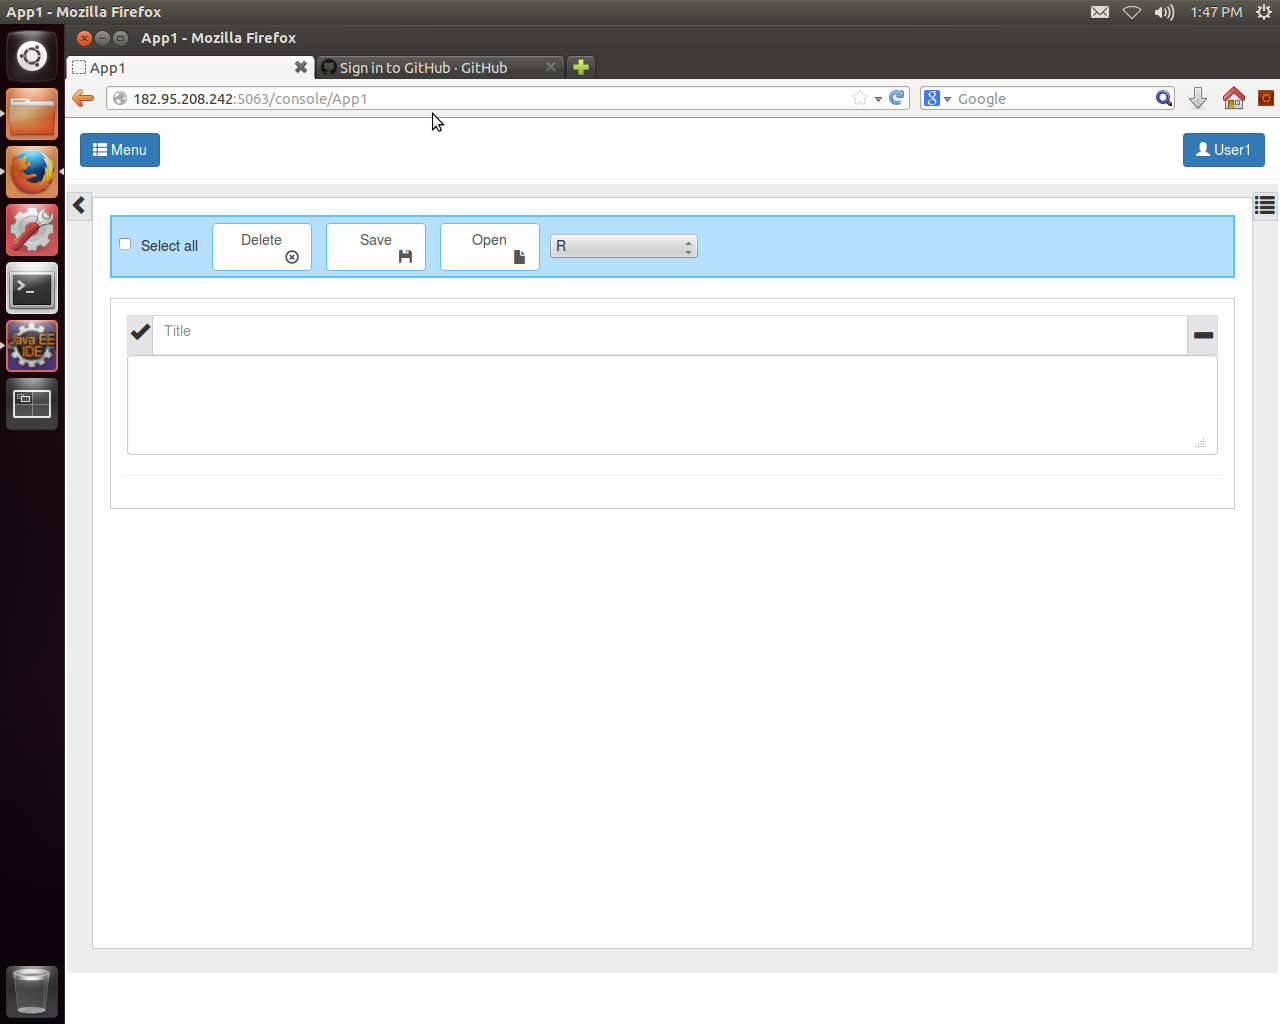 App1 - Mozilla Firefox
1:47 PM
App1 - Mozilla Firefox
App1
Sign in to GitHub · GitHub
182.95.208.242:5063/console/App1
8
Google
Menu
User1
Select all
Delete
Save
Open
R
Title
>_
Java EE
IDE